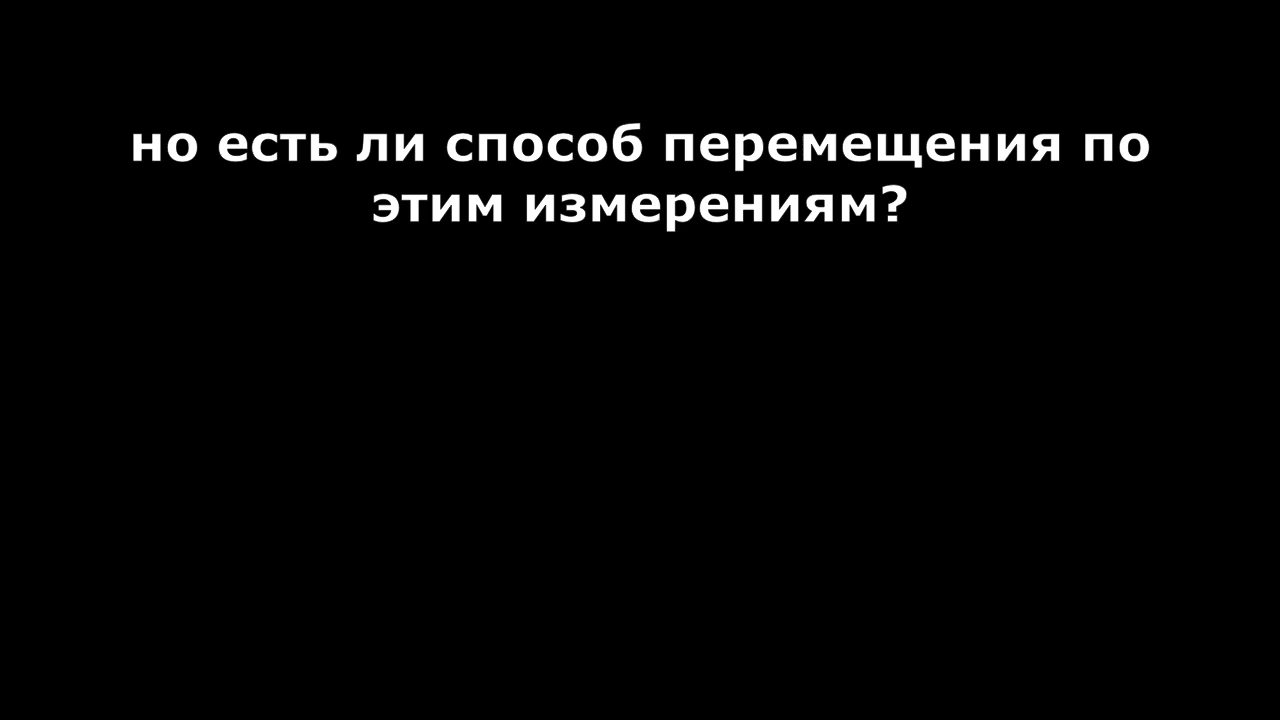 но есть ли способ перемещения по
этим измерениям?